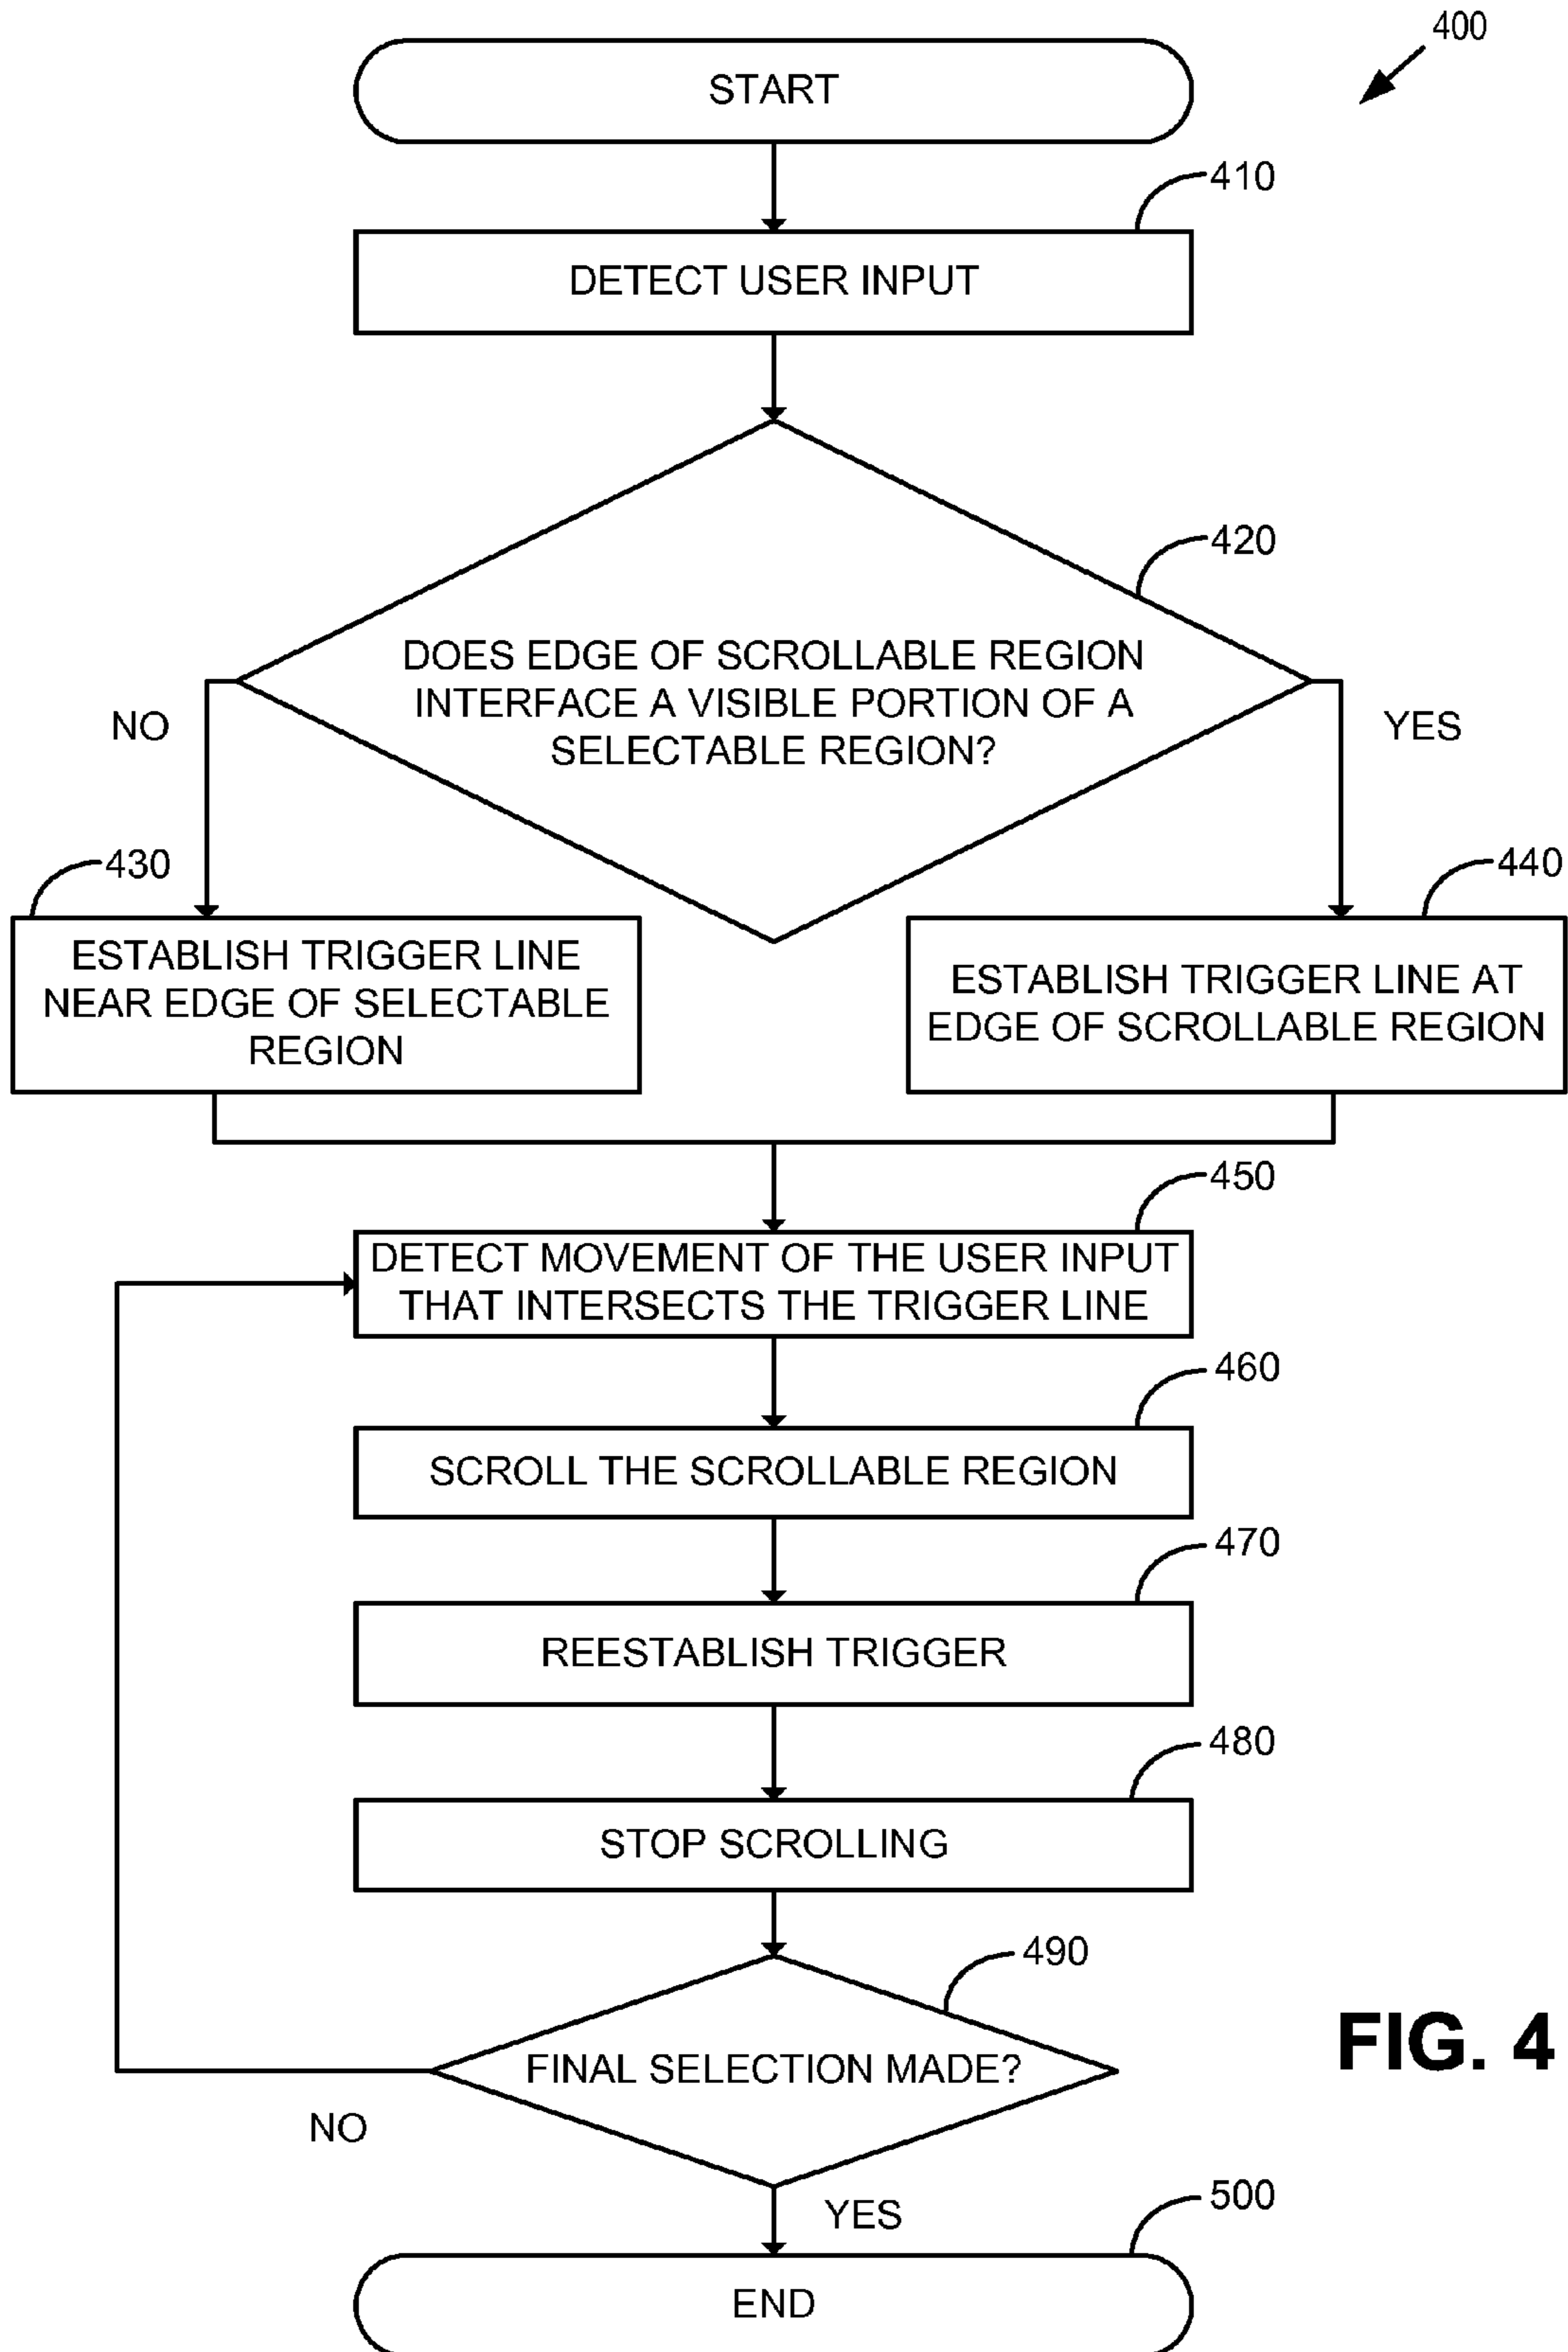 400
START
410
DETECT USER INPUT
420
DOES EDGE OF SCROLLABLE REGION
INTERFACE A VISIBLE PORTION OF A
SELECTABLE REGION?
NO
YES
430
ESTABLISH TRIGGER LINE
NEAR EDGE OF SELECTABLE
REGION
440
ESTABLISH TRIGGER LINE AT
EDGE OF SCROLLABLE REGION
450
DETECT MOVEMENT OF THE USER INPUT
THAT INTERSECTS THE TRIGGER LINE
460
SCROLL THE SCROLLABLE REGION
470
REESTABLISH TRIGGER
480
STOP SCROLLING
490
FINAL SELECTION MADE?
NO
YES
500
END
FIG. 4